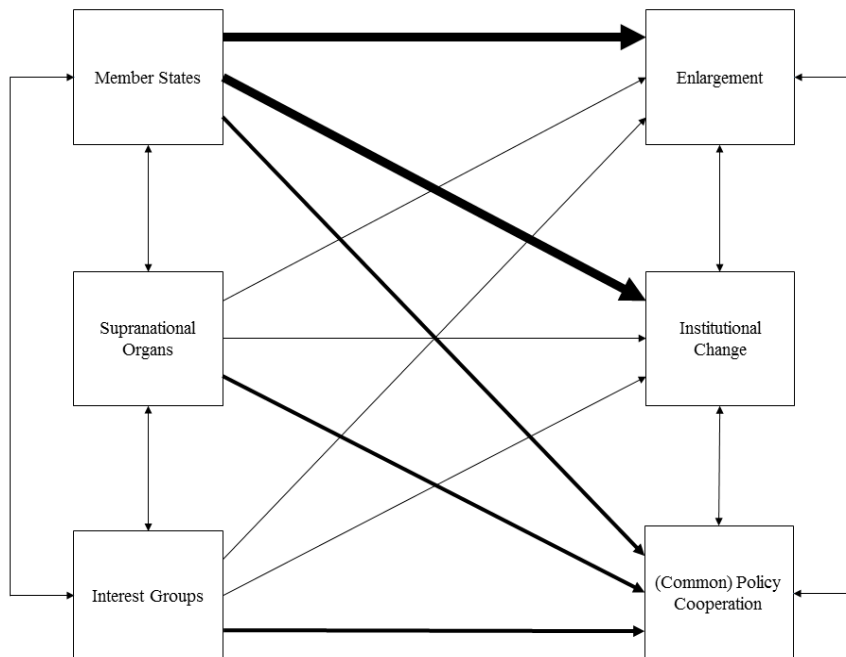 Member States
Enlargement
Supranational
Organs
Institutional
Change
Interest Groups
(Common) Policy
Cooperation